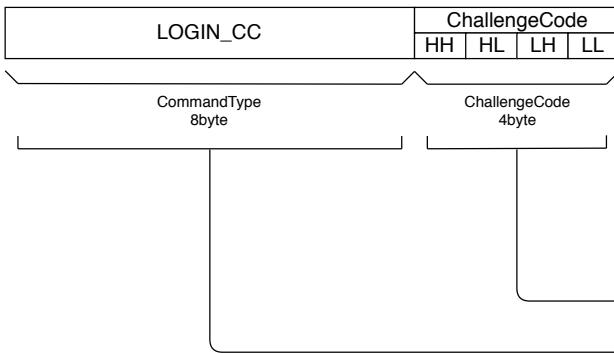 LOGIN_CC
ChallengeCode
HH HL LH LL
CommandType
8byte
ChallengeCode
4byte